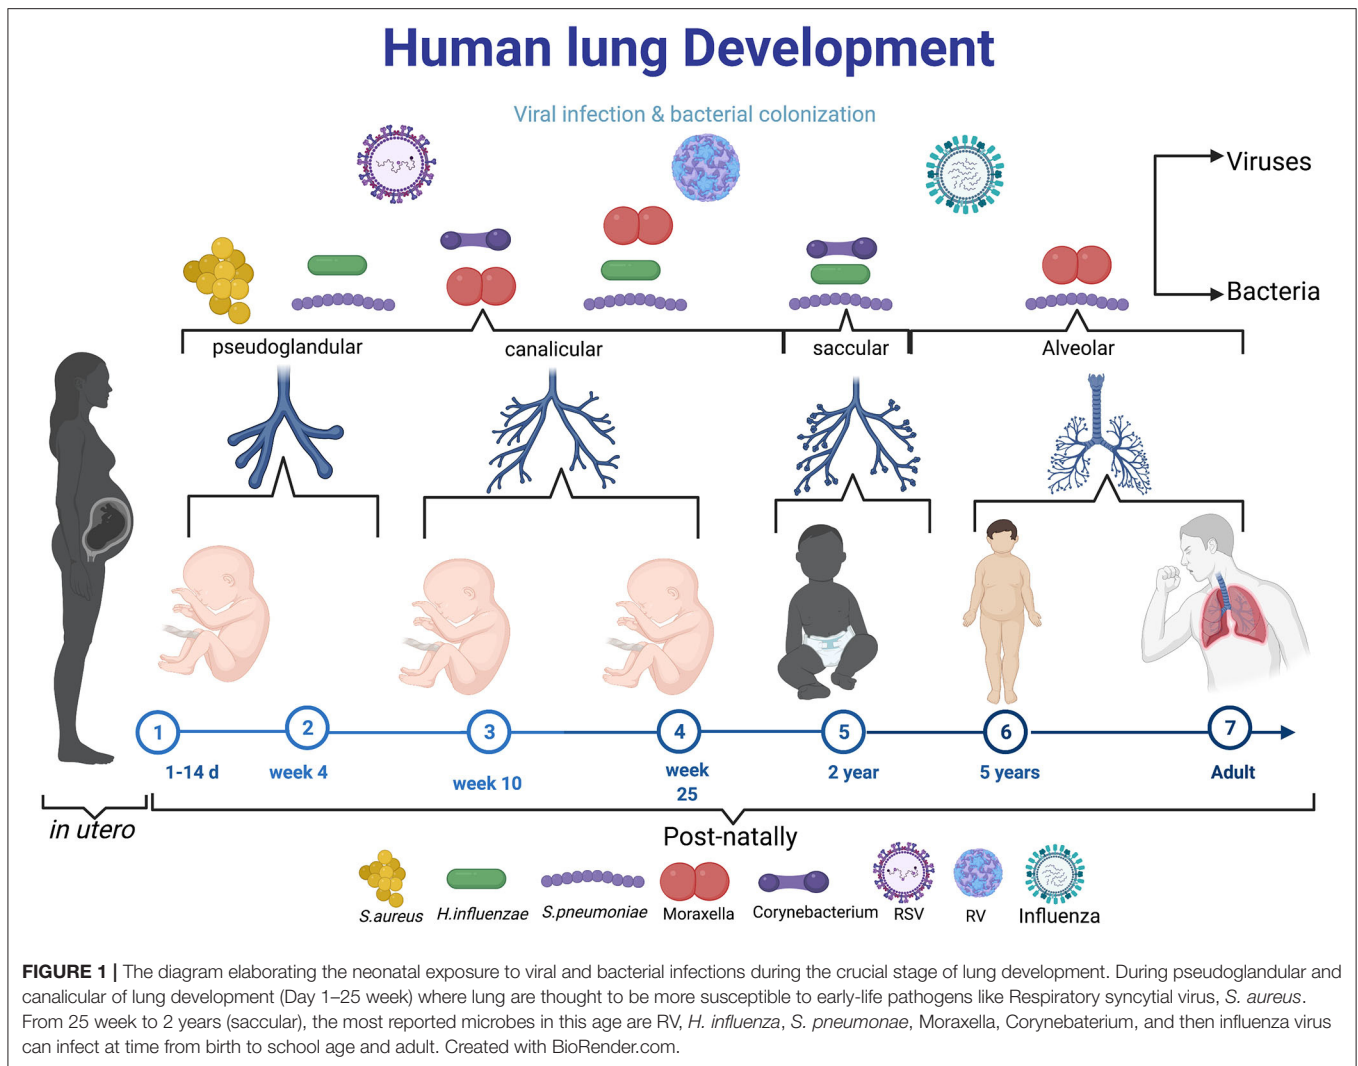 Human lung Development
Viral infection & bacterial colonization
Viruses
Bacteria
pseudoglandular
canalicular
saccular
Alveolar
1
2
3
4
5
6
7
1-14 d
week 4
week 10
week
25
2 year
5 years
Adult
in utero
Post-natally
S.aureus
H.influenzae
S.pneumoniae
Moraxella
Corynebacterium
RSV
RV
Influenza
FIGURE 1 | The diagram elaborating the neonatal exposure to viral and bacterial infections during the crucial stage of lung development. During pseudoglandular and
canalicular of lung development (Day 1–25 week) where lung are thought to be more susceptible to early-life pathogens like Respiratory syncytial virus, S. aureus.
From 25 week to 2 years (saccular), the most reported microbes in this age are RV, H. influenza, S. pneumonae, Moraxella, Corynebaterium, and then influenza virus
can infect at time from birth to school age and adult. Created with BioRender.com.